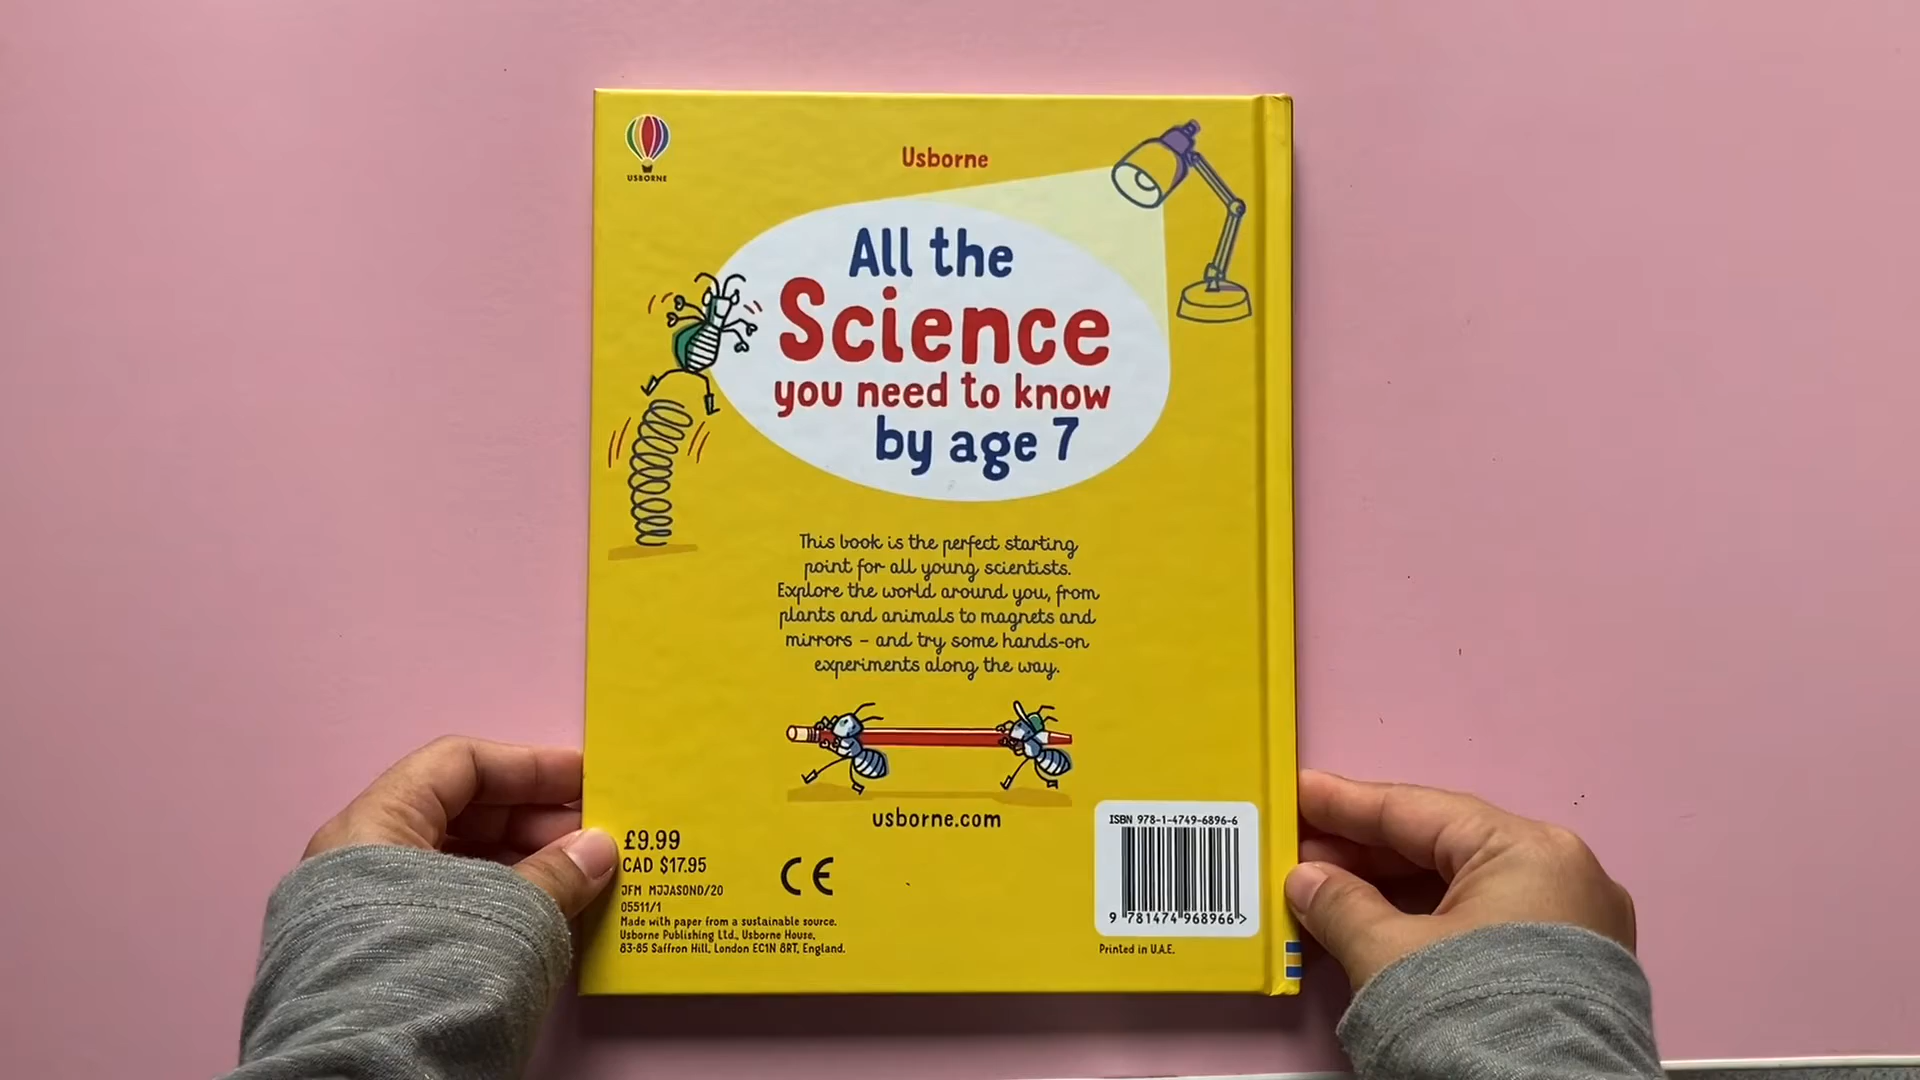 USBORNE
Usborne
All the
Science
you need to know
by age 7
This book is the perfect starting
point for all young scientists.
Explore the world around you, from
plants and animals to magnets and
mirrors – and try some hands-on
experiments along the way.
usborne.com
£9.99
CAD $17.95
JFM MJJASOND/20
05511/1
Made with paper from a sustainable source.
Usborne Publishing Ltd., Usborne House,
83-85 Saffron Hill, London EC1N 8RT, England.
CE
ISBN 978-1-4749-6896-6
9 781474 968966 >
Printed in U.A.E.